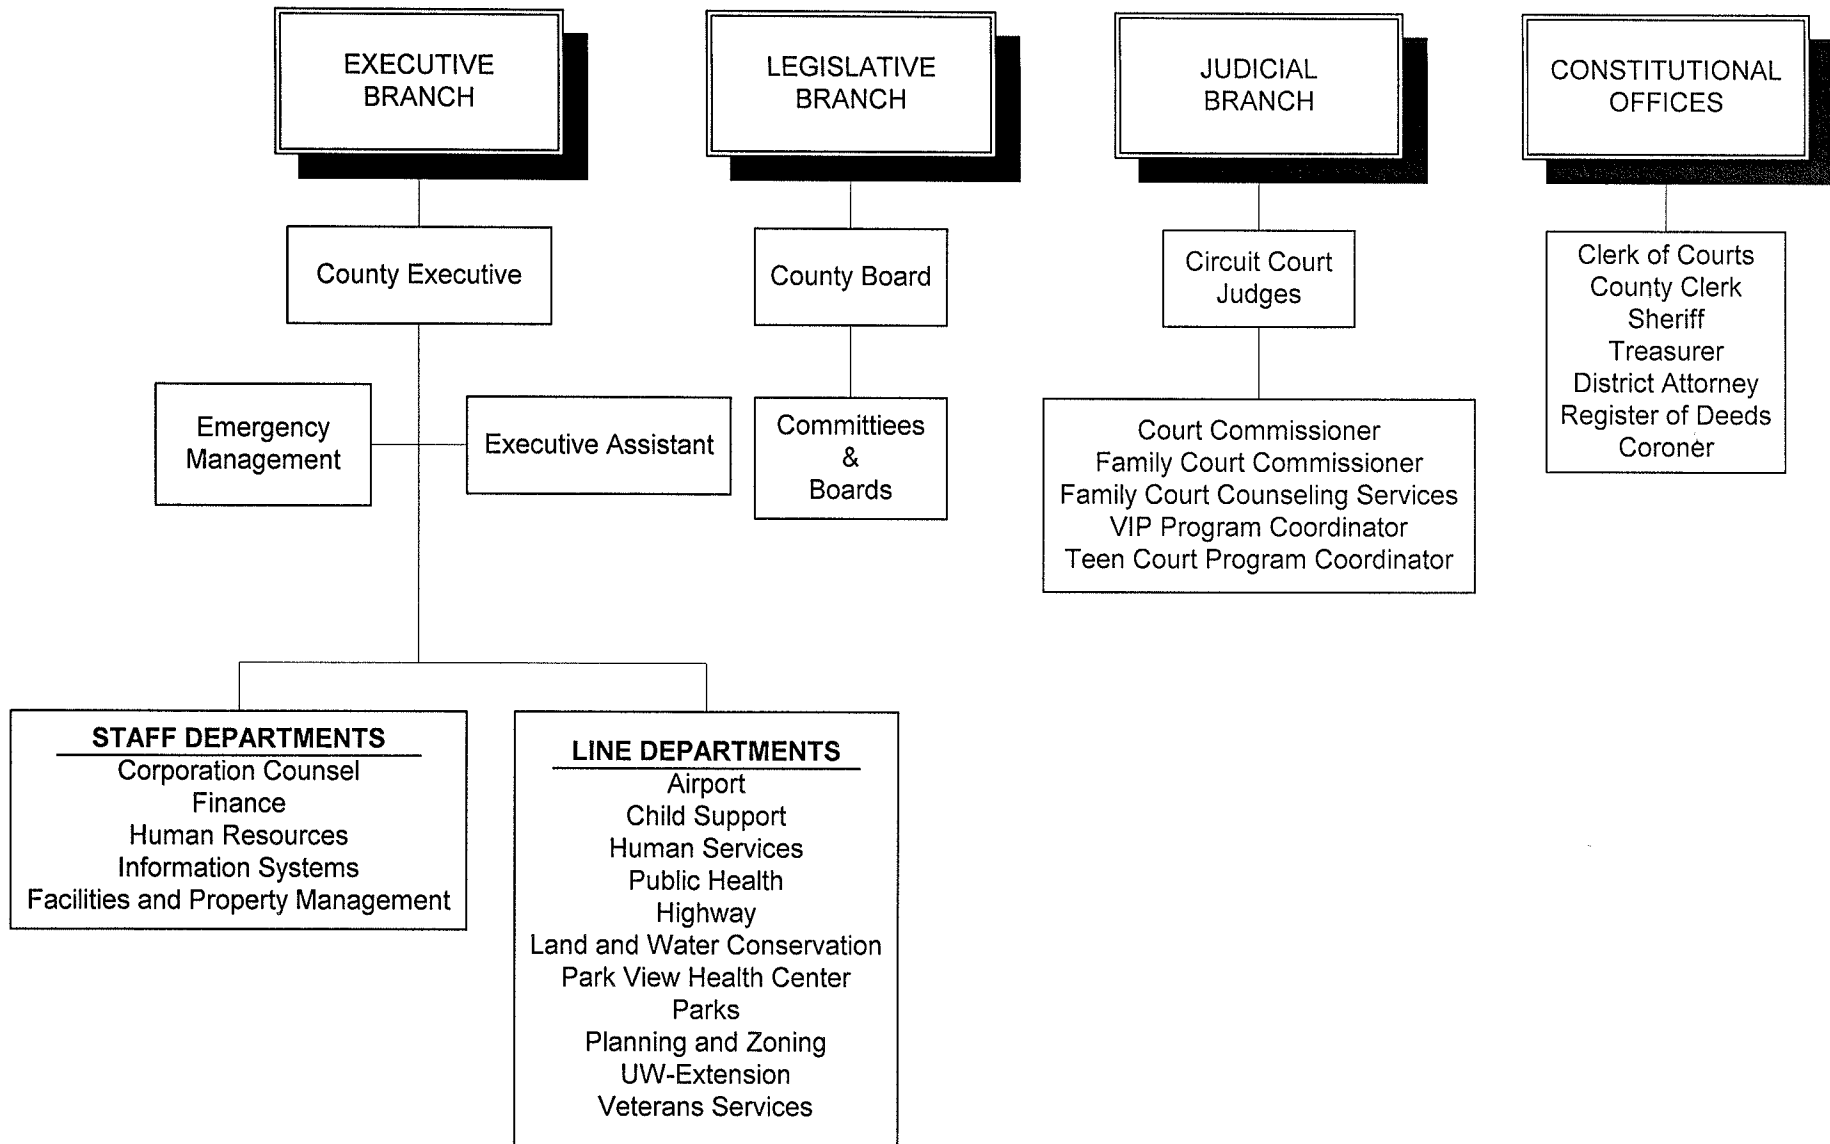 EXECUTIVE
BRANCH
LEGISLATIVE
BRANCH
JUDICIAL
BRANCH
CONSTITUTIONAL
OFFICES
County Executive
County Board
Circuit Court
Judges
Clerk of Courts
County Clerk
Sheriff
Treasurer
District Attorney
Register of Deeds
Coroner
Emergency
Management
Executive Assistant
Committiees
&
Boards
Court Commissioner
Family Court Commissioner
Family Court Counseling Services
VIP Program Coordinator
Teen Court Program Coordinator
STAFF DEPARTMENTS
Corporation Counsel
Finance
Human Resources
Information Systems
Facilities and Property Management
LINE DEPARTMENTS
Airport
Child Support
Human Services
Public Health
Highway
Land and Water Conservation
Park View Health Center
Parks
Planning and Zoning
UW-Extension
Veterans Services